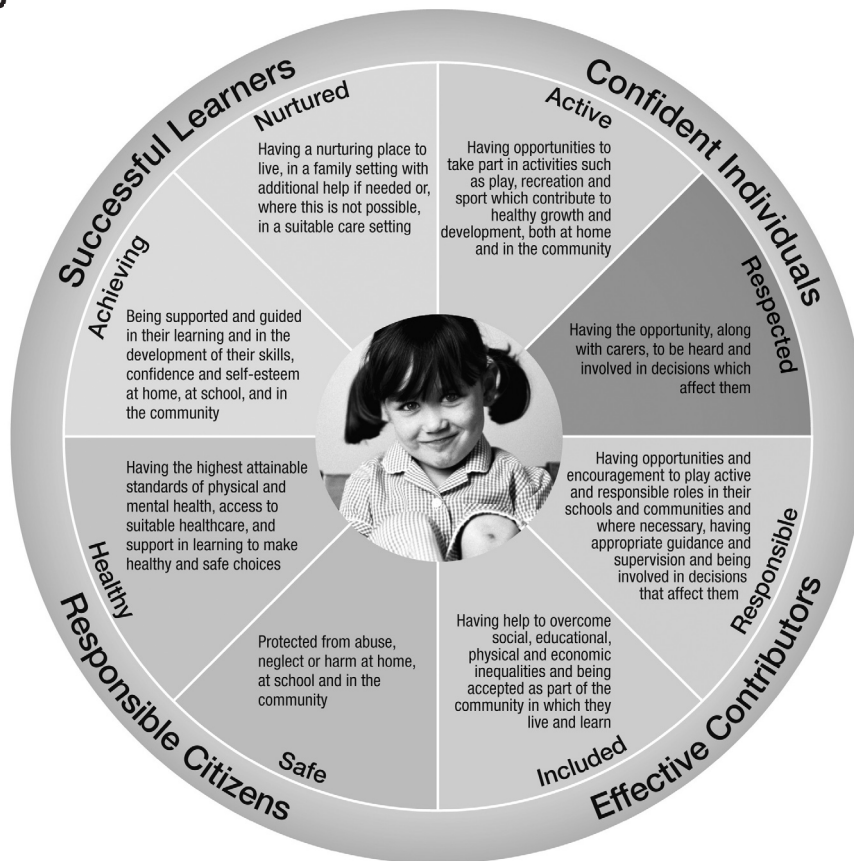 Successful Learners
Confident Individuals
Nurtured
Having a nurturing place to
live, in a family setting with
additional help if needed or,
where this is not possible,
in a suitable care setting
Active
Having opportunities to
take part in activities such
as play, recreation and
sport which contribute to
healthy growth and
development, both at home
and in the community
Respected
Having the opportunity, along
with carers, to be heard and
involved in decisions which
affect them
Responsible
Having opportunities and
encouragement to play active
and responsible roles in their
schools and communities and
where necessary, having
appropriate guidance and
supervision and being
involved in decisions
that affect them
Included
Having help to overcome
social, educational,
physical and economic
inequalities and being
accepted as part of the
community in which they
live and learn
Safe
Protected from abuse,
neglect or harm at home,
at school and in the
community
Healthy
Having the highest attainable
standards of physical and
mental health, access to
suitable healthcare, and
support in learning to make
healthy and safe choices
Achieving
Being supported and guided
in their learning and in the
development of their skills,
confidence and self-esteem
at home, at school, and in
the community
Responsible Citizens
Effective Contributors